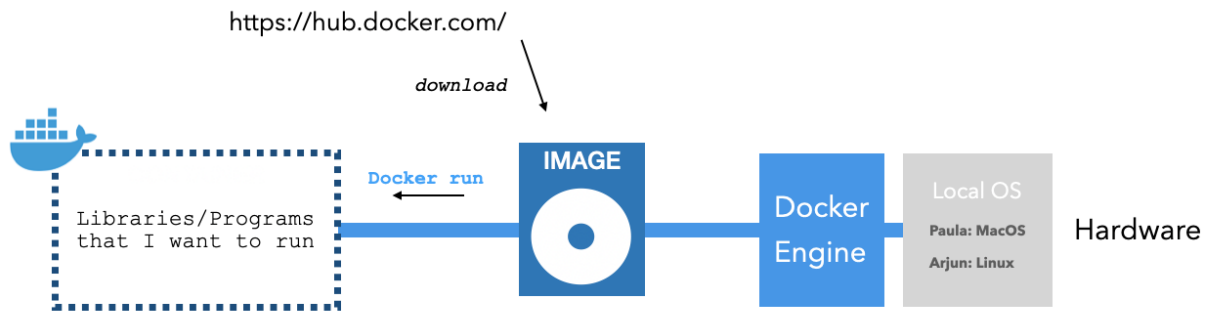 https://hub.docker.com/
download
IMAGE
Docker run
Libraries/Programs
that I want to run
Docker
Engine
Local OS
Paula: MacOS
Arjun: Linux
Hardware